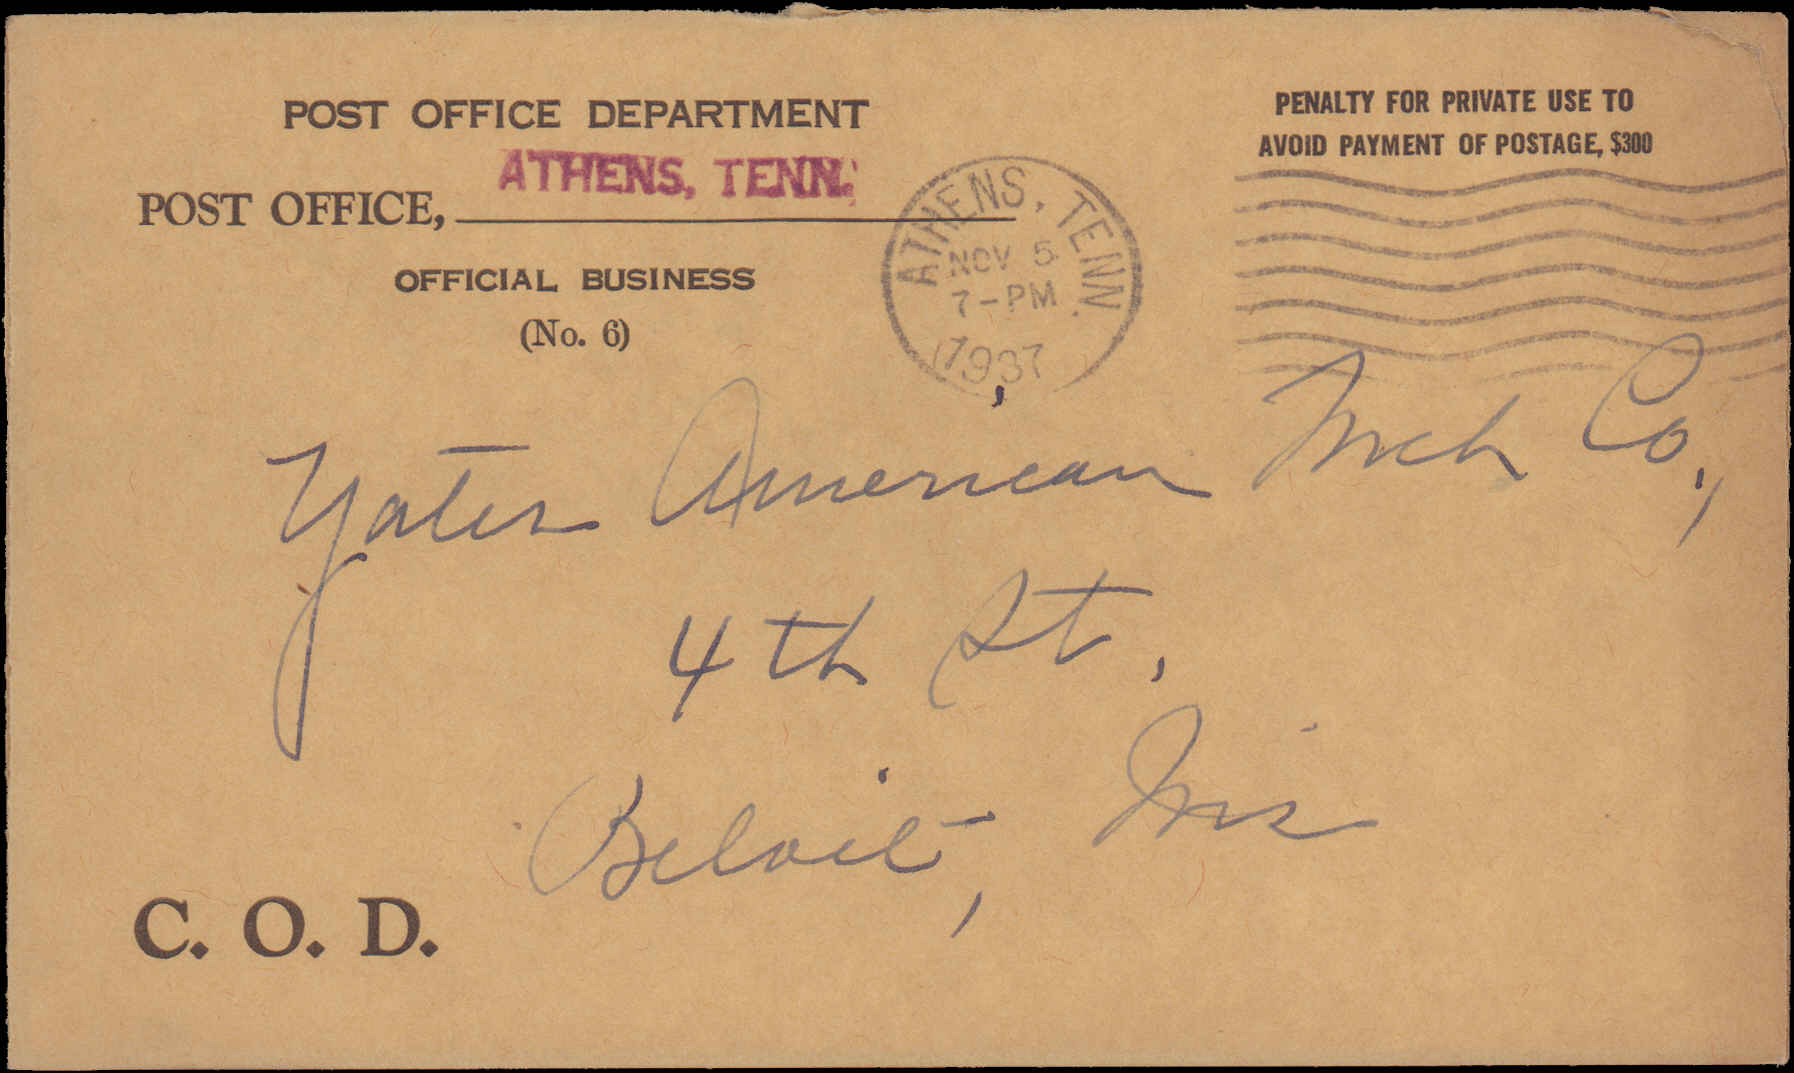 POST OFFICE DEPARTMENT
ATHENS, TENN.
POST OFFICE,
OFFICIAL BUSINESS
(No. 6)
PENALTY FOR PRIVATE USE TO
AVOID PAYMENT OF POSTAGE, $300
ATHENS, TENN.
NOV 5
7-PM
1937
Yates American Mch Co.,
4th St.,
Beloit, Wis
C. O. D.